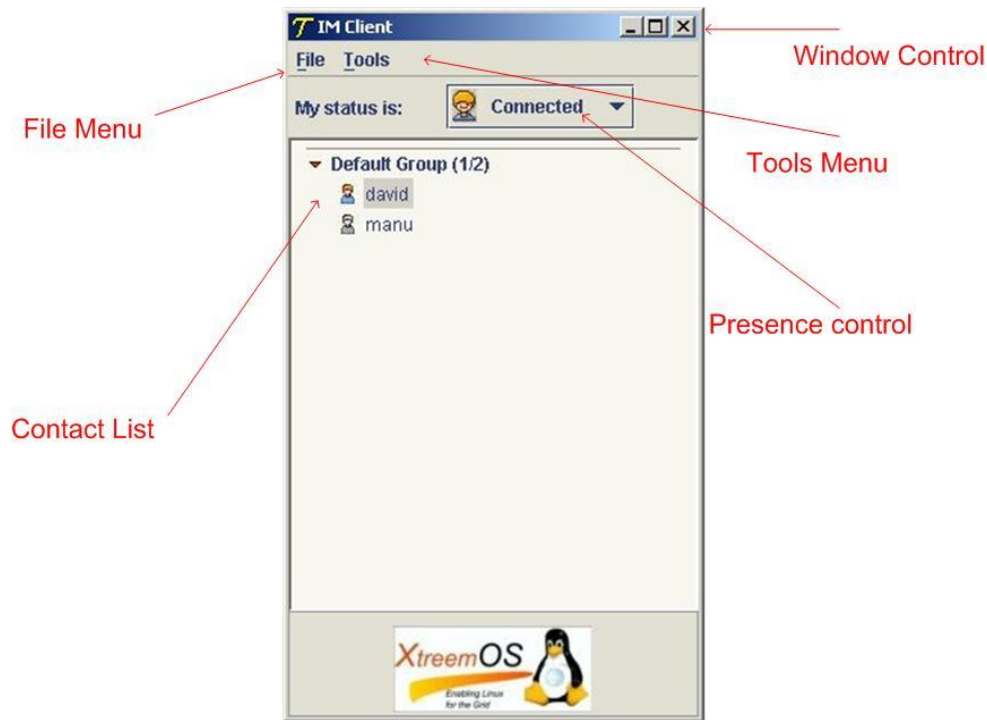 IM Client
Window Control
File Tools
My status is: Connected
File Menu
Tools Menu
Default Group (1/2)
david
manu
Presence control
Contact List
XtreemOS
Enabling Linux
for the Grid